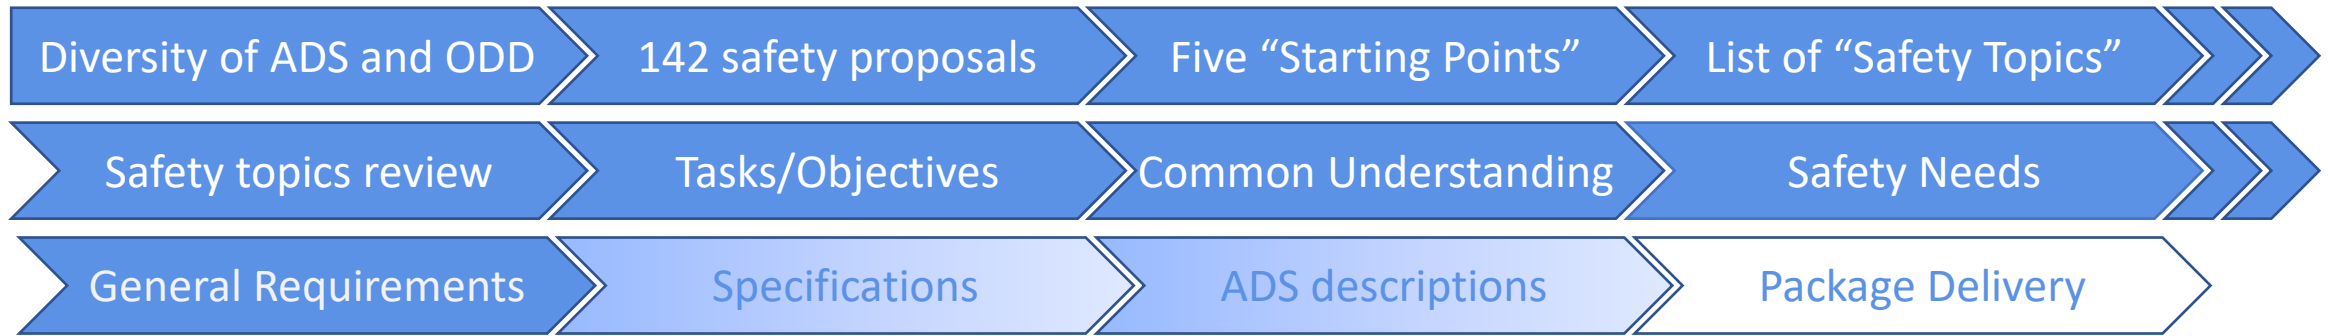 Diversity of ADS and ODD
142 safety proposals
Five “Starting Points”
List of “Safety Topics”
Safety topics review
Tasks/Objectives
Common Understanding
Safety Needs
General Requirements
Specifications
ADS descriptions
Package Delivery